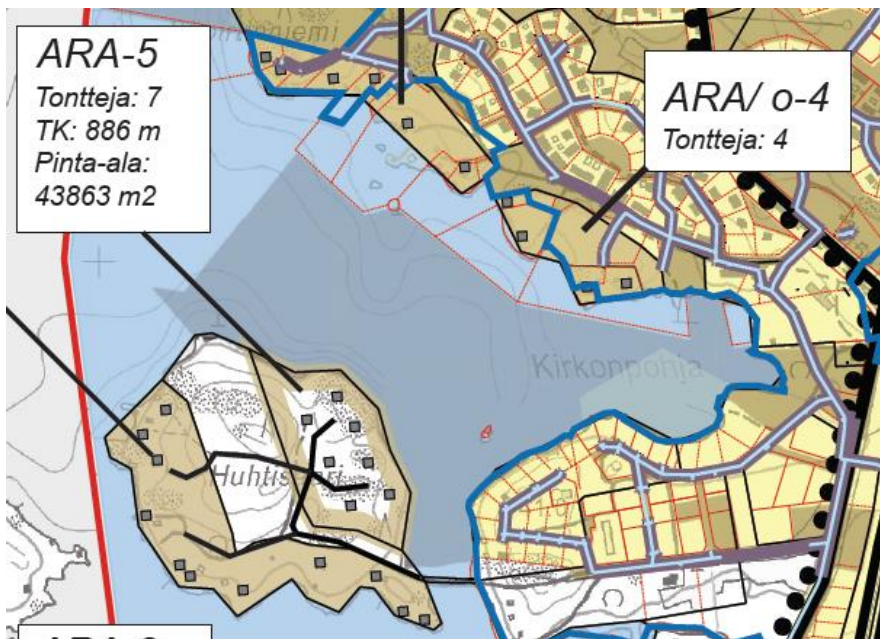 ARA-5
Tontteja: 7
TK: 886 m
Pinta-ala:
43863 m2
ARA/ o-4
Tontteja: 4
Kirkonpohja